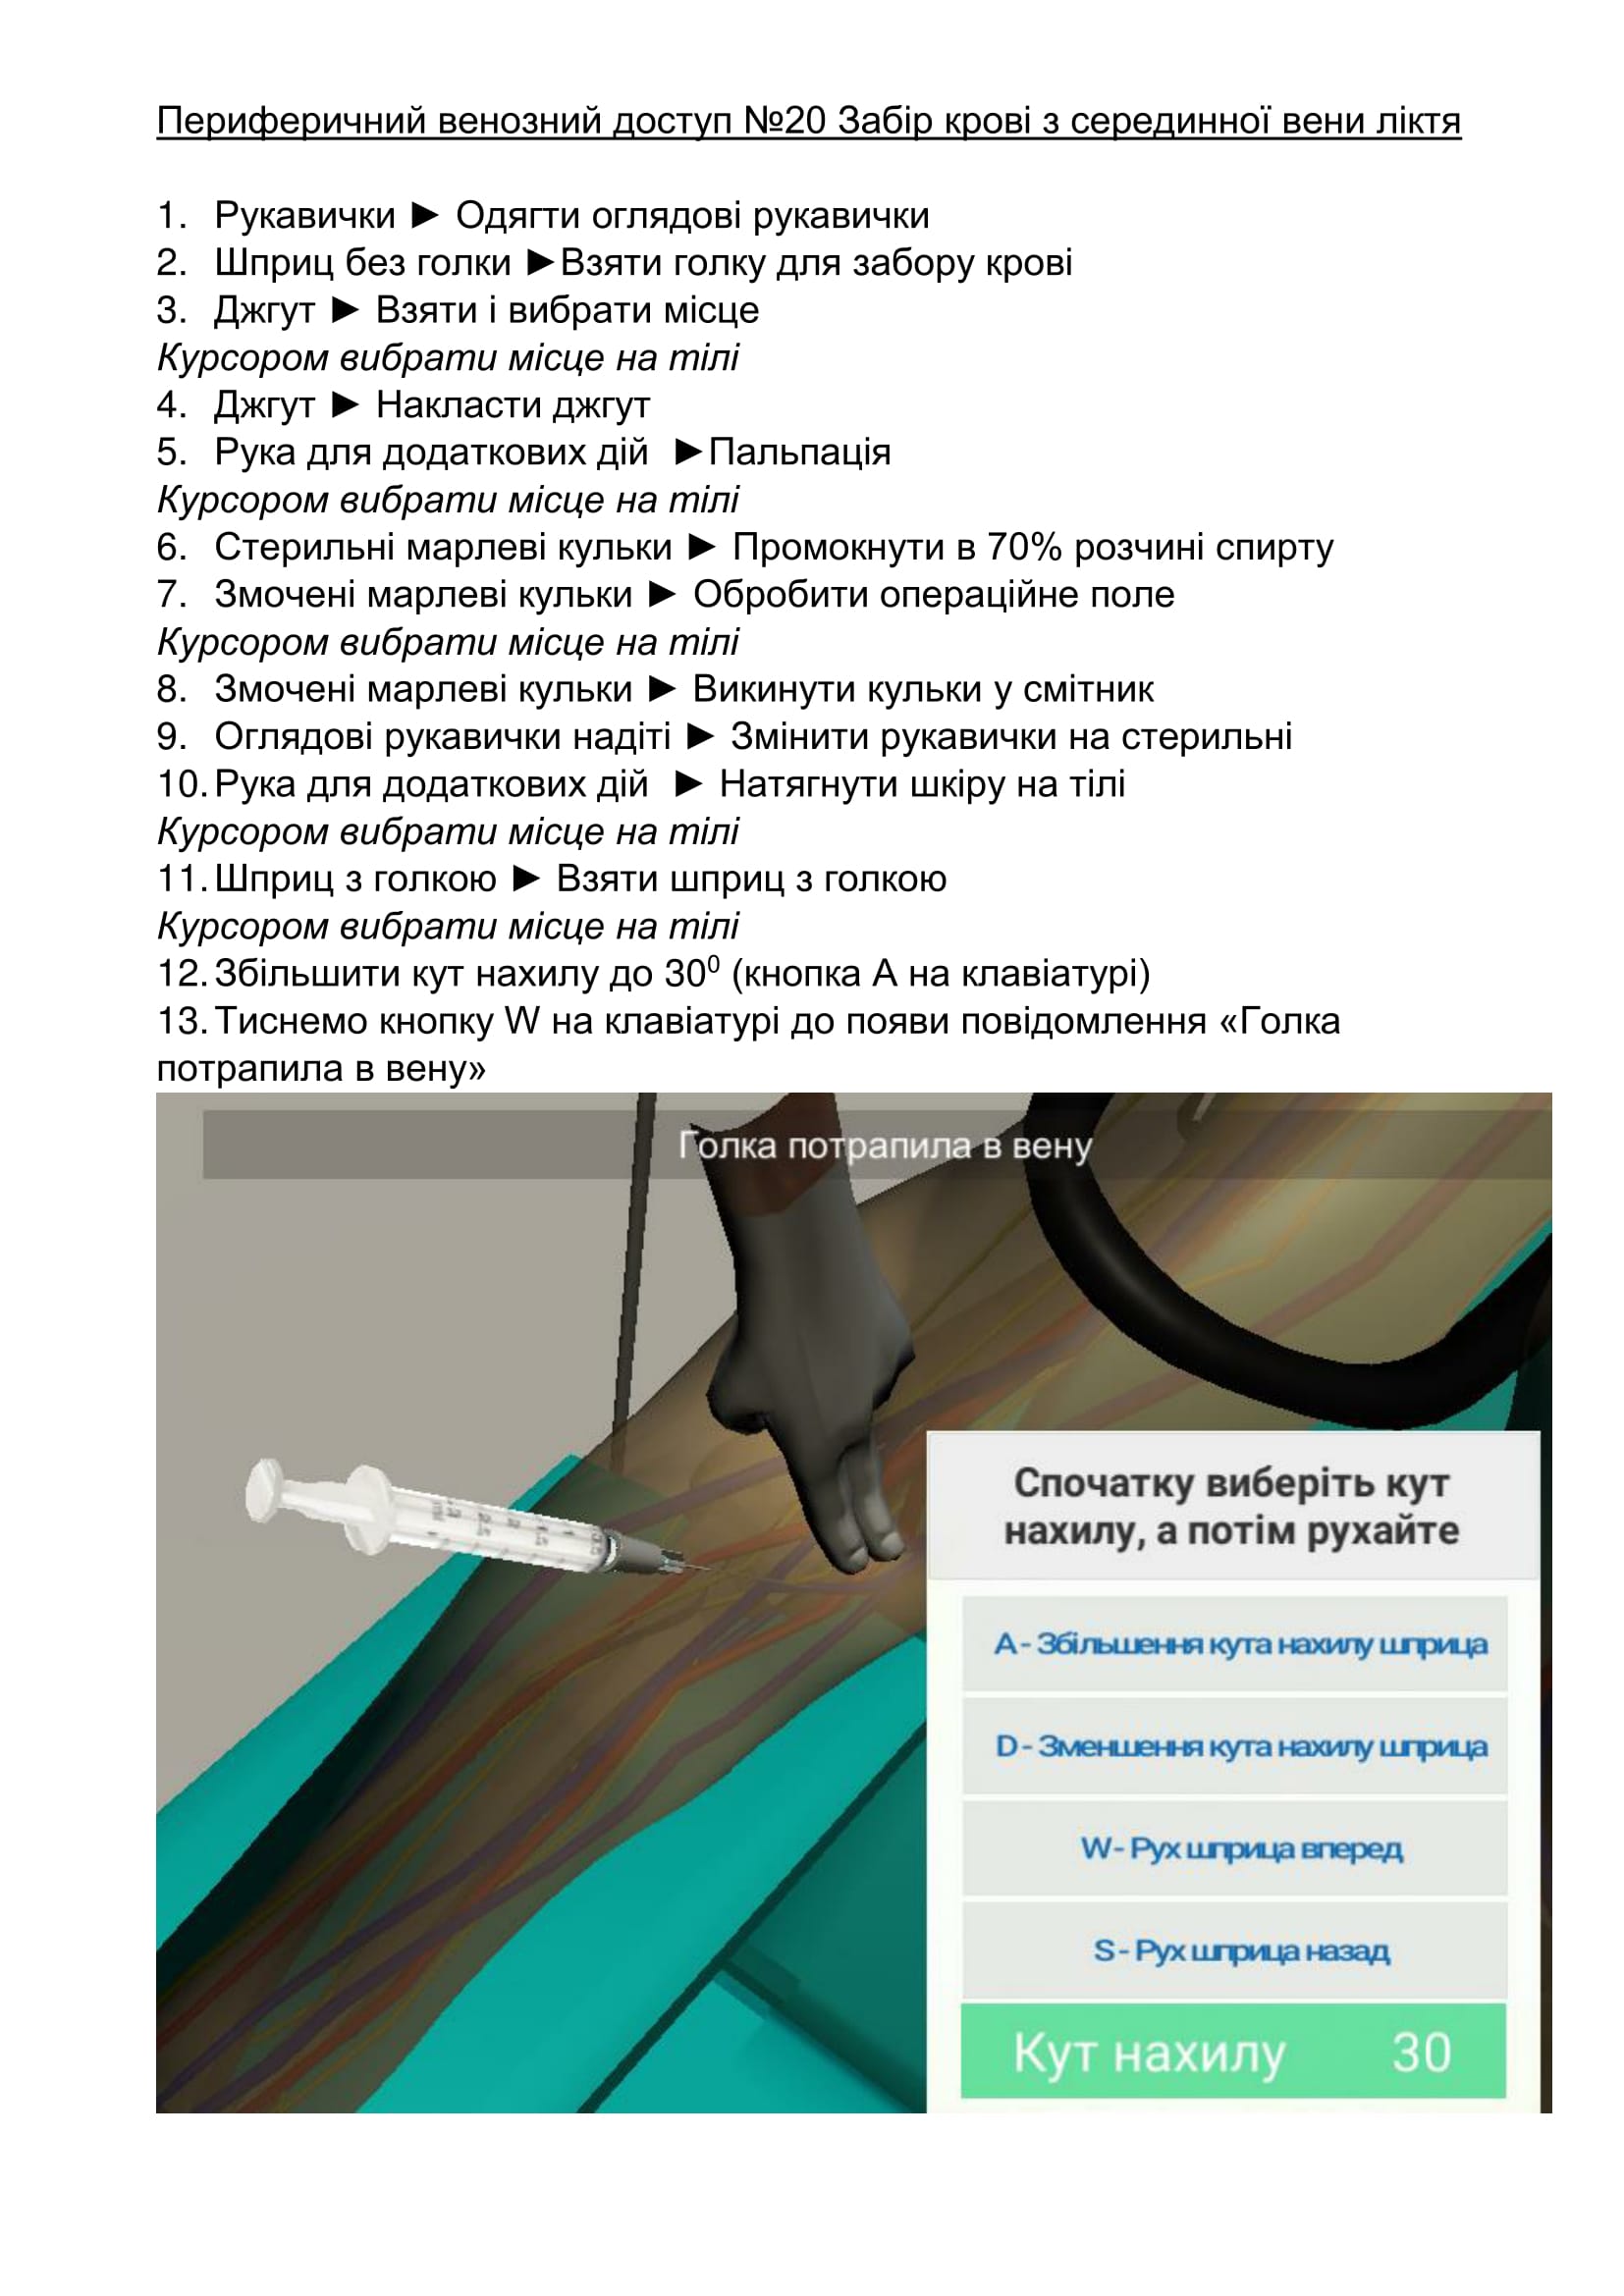 Периферичний венозний доступ №20 Забір крові з серединної вени ліктя
1. Рукавички ► Одягти оглядові рукавички
2. Шприц без голки ►Взяти голку для забору крові
3. Джгут ► Взяти і вибрати місце
Курсором вибрати місце на тілі
4. Джгут ► Накласти джгут
5. Рука для додаткових дій ►Пальпація
Курсором вибрати місце на тілі
6. Стерильні марлеві кульки ► Промокнути в 70% розчині спирту
7. Змочені марлеві кульки ► Обробити операційне поле
Курсором вибрати місце на тілі
8. Змочені марлеві кульки ► Викинути кульки у смітник
9. Оглядові рукавички надіті ► Змінити рукавички на стерильні
10. Рука для додаткових дій ► Натягнути шкіру на тілі
Курсором вибрати місце на тілі
11. Шприц з голкою ► Взяти шприц з голкою
Курсором вибрати місце на тілі
12. Збільшити кут нахилу до 30⁰ (кнопка А на клавіатурі)
13. Тиснемо кнопку W на клавіатурі до появи повідомлення «Голка
потрапила в вену»
Голка потрапила в вену
Спочатку виберіть кут
нахилу, а потім рухайте
A - Збільшення кута нахилу шприца
D - Зменшення кута нахилу шприца
W - Рух шприца вперед
S - Рух шприца назад
Кут нахилу 30